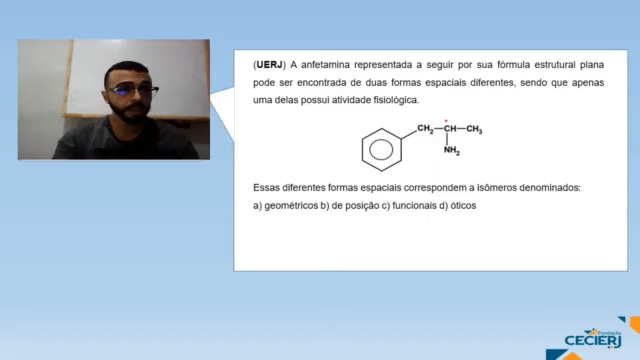 (UERJ) A anfetamina representada a seguir por sua fórmula estrutural plana
pode ser encontrada de duas formas espaciais diferentes, sendo que apenas
uma delas possui atividade fisiológica.
CH2—CH—CH3
NH2
Essas diferentes formas espaciais correspondem a isômeros denominados:
a) geométricos b) de posição c) funcionais d) óticos
Fundação
CECIERJ